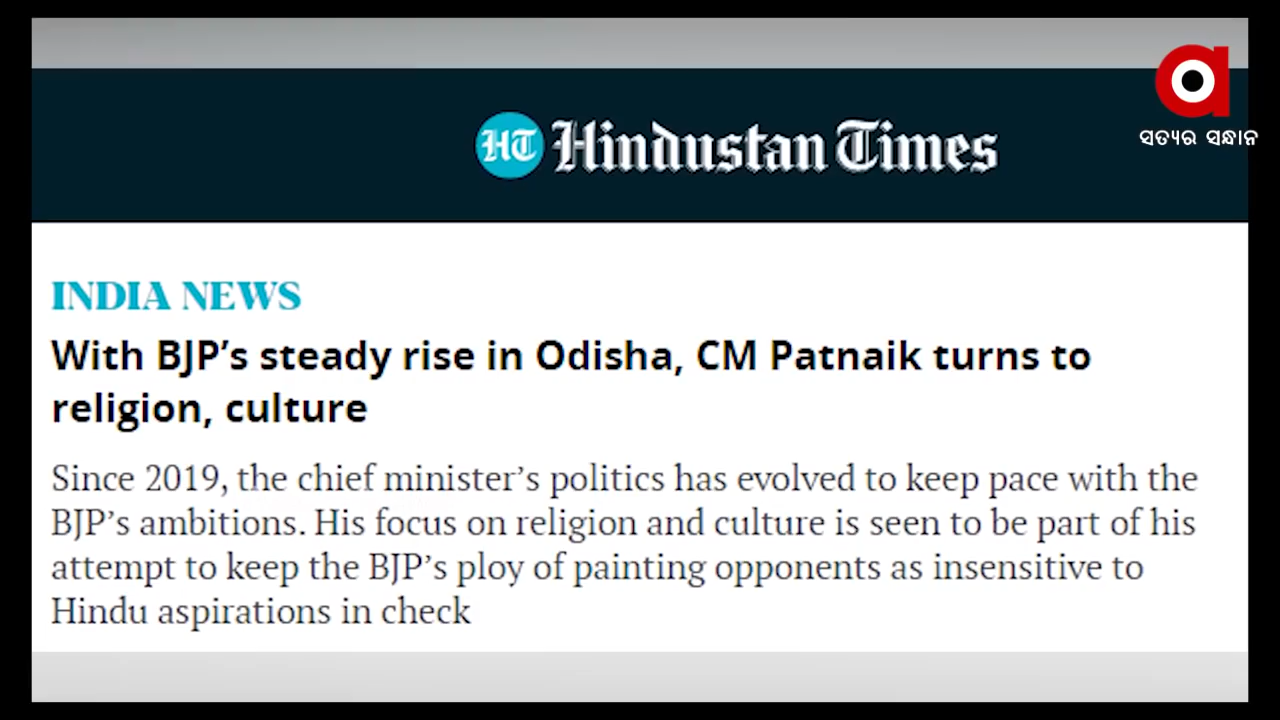 ସତ୍ୟର ସନ୍ଧାନ
HT Hindustan Times
INDIA NEWS
With BJP’s steady rise in Odisha, CM Patnaik turns to
religion, culture
Since 2019, the chief minister’s politics has evolved to keep pace with the
BJP’s ambitions. His focus on religion and culture is seen to be part of his
attempt to keep the BJP’s ploy of painting opponents as insensitive to
Hindu aspirations in check